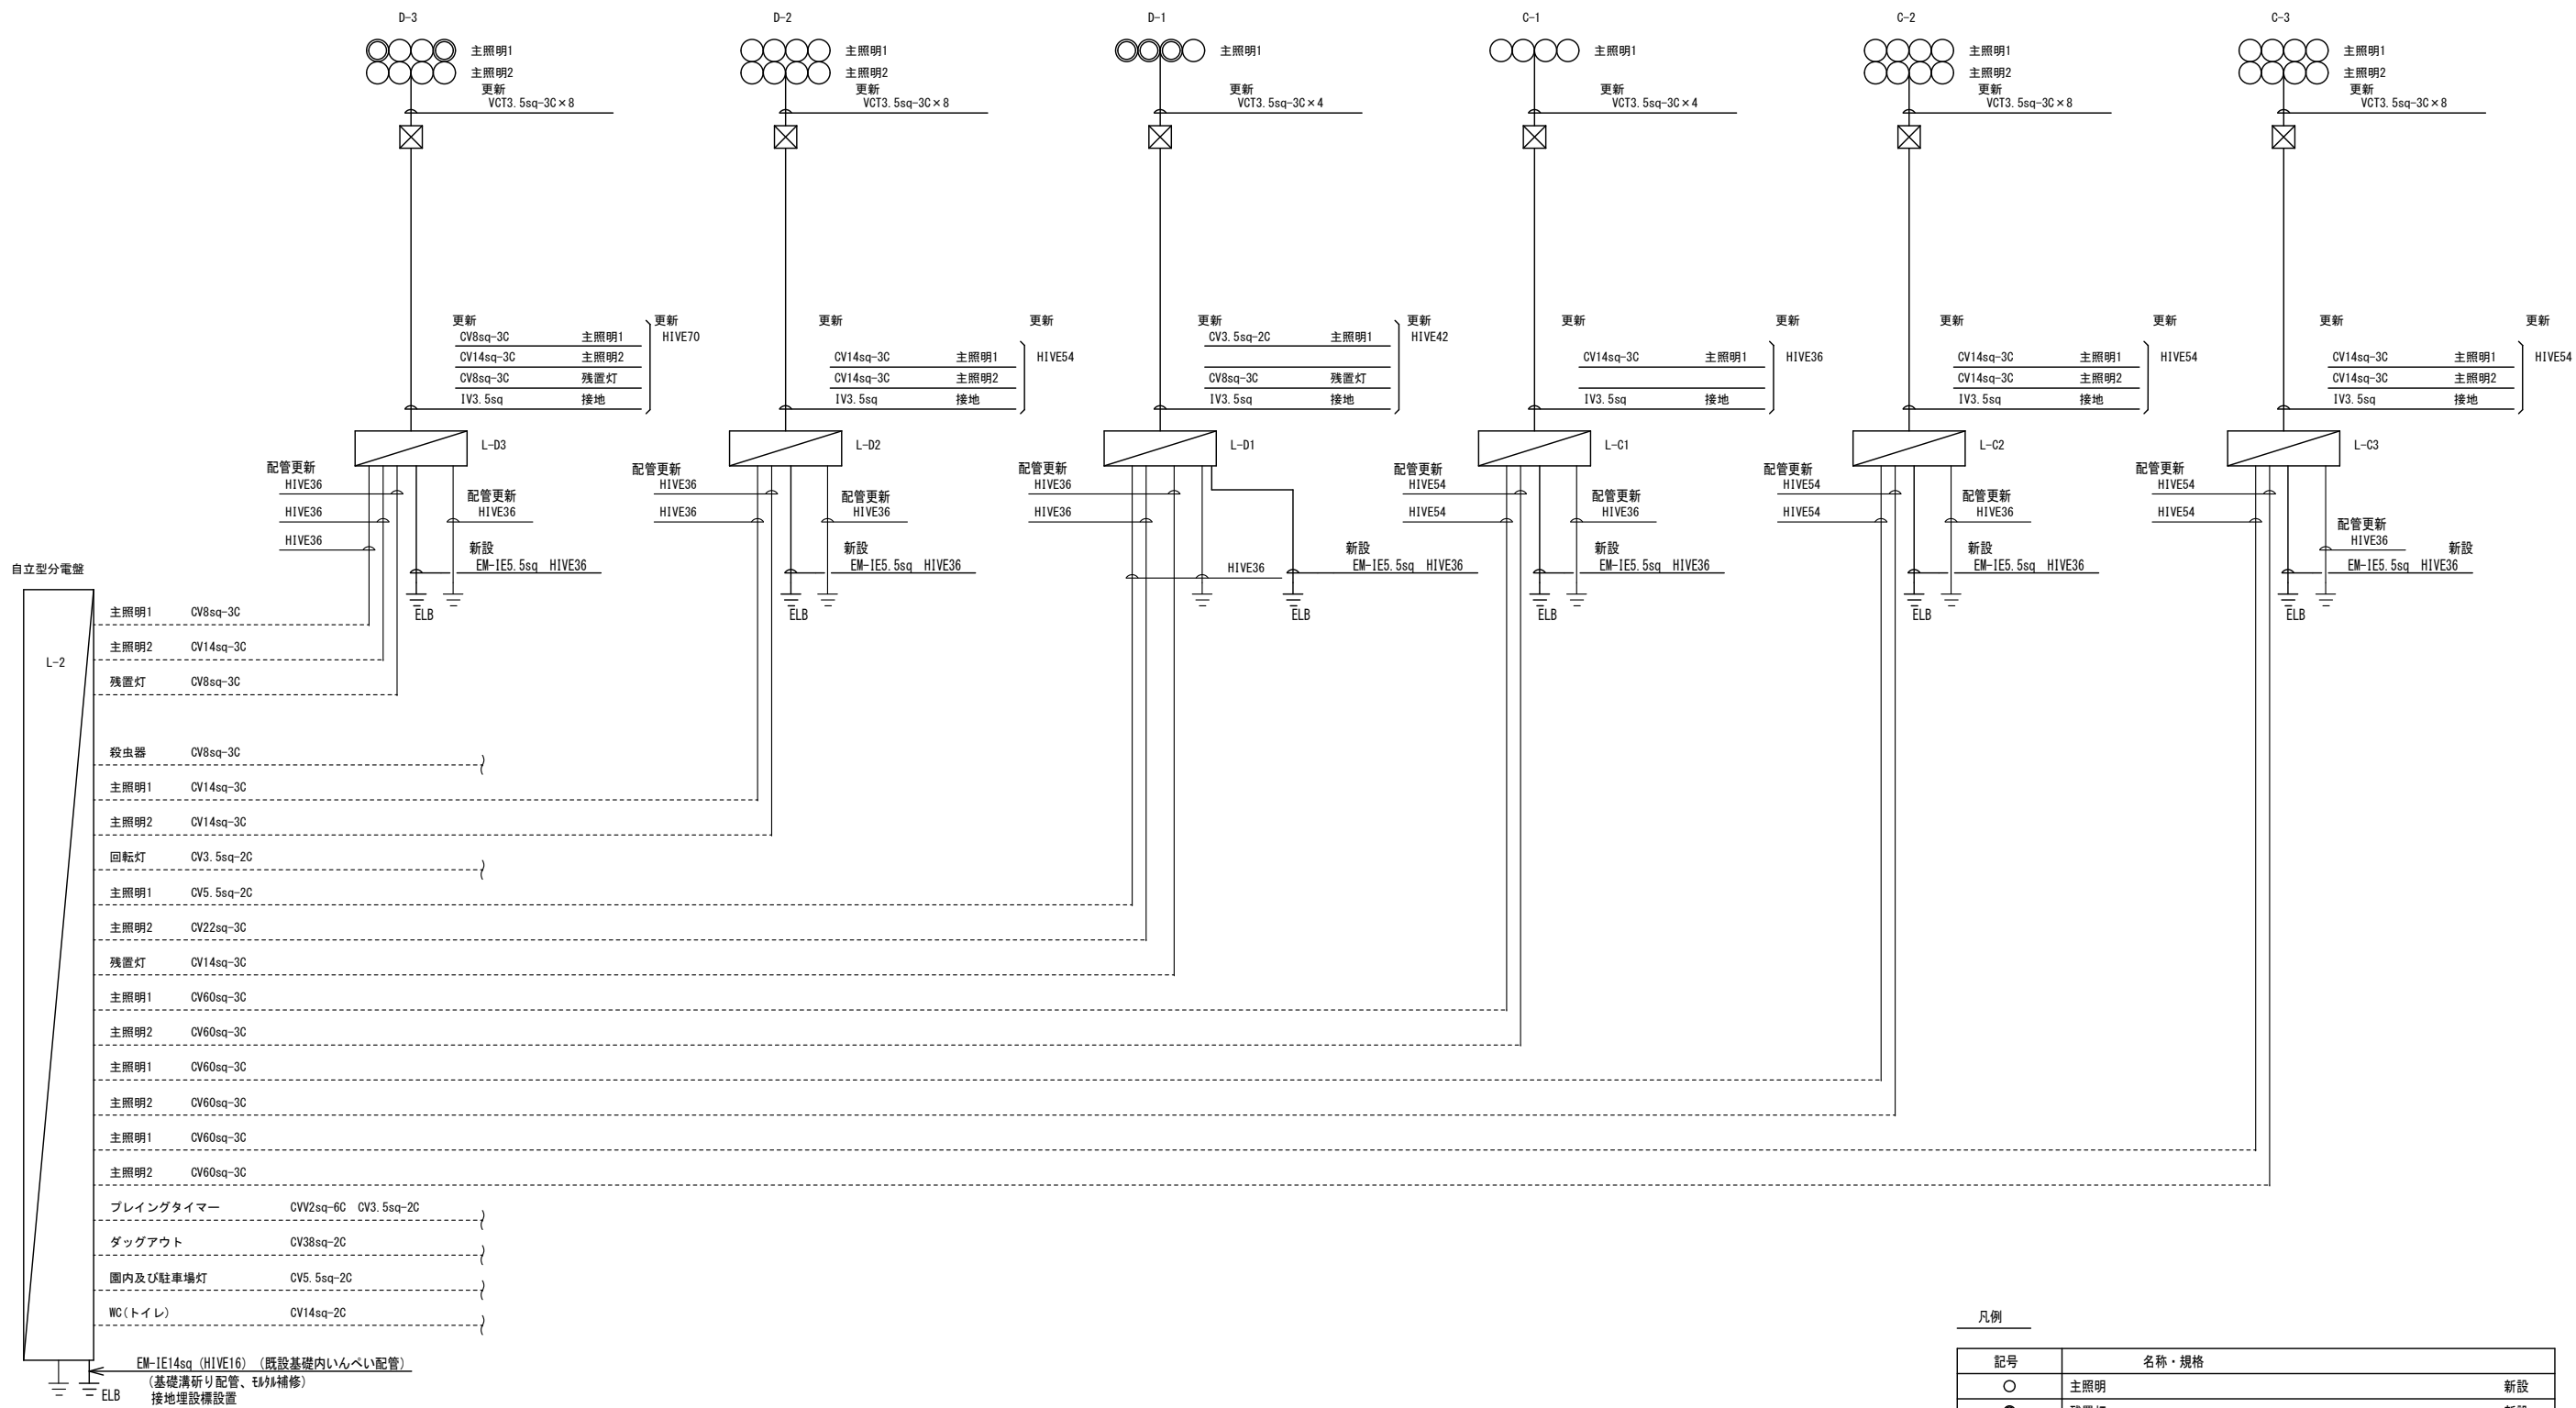 D-3
D-2
D-1
C-1
C-2
C-3
主照明1
主照明2
更新
VCT3.5sq-3C×8
主照明1
主照明2
更新
VCT3.5sq-3C×8
主照明1
更新
VCT3.5sq-3C×4
主照明1
更新
VCT3.5sq-3C×4
主照明1
主照明2
更新
VCT3.5sq-3C×8
主照明1
主照明2
更新
VCT3.5sq-3C×8
更新 更新
CV8sq-3C 主照明1 HIVE70
CV14sq-3C 主照明2
CV8sq-3C 残置灯
IV3.5sq 接地
L-D3
更新 更新
CV14sq-3C 主照明1 HIVE54
CV14sq-3C 主照明2
IV3.5sq 接地
L-D2
更新 更新
CV3.5sq-2C 主照明1 HIVE42
CV8sq-3C 残置灯
IV3.5sq 接地
L-D1
更新 更新
CV14sq-3C 主照明1 HIVE36
IV3.5sq 接地
L-C1
更新 更新
CV14sq-3C 主照明1 HIVE54
CV14sq-3C 主照明2
IV3.5sq 接地
L-C2
更新 更新
CV14sq-3C 主照明1 HIVE54
CV14sq-3C 主照明2
IV3.5sq 接地
L-C3
配管更新
HIVE36
HIVE36
HIVE36
配管更新
HIVE36
新設
EM-IE5.5sq HIVE36
ELB
配管更新
HIVE36
HIVE36
配管更新
HIVE36
新設
EM-IE5.5sq HIVE36
ELB
配管更新
HIVE36
HIVE36
HIVE36
新設
EM-IE5.5sq HIVE36
ELB
配管更新
HIVE54
HIVE54
配管更新
HIVE36
新設
EM-IE5.5sq HIVE36
ELB
配管更新
HIVE54
HIVE54
配管更新
HIVE36
新設
EM-IE5.5sq HIVE36
ELB
配管更新
HIVE54
HIVE54
配管更新
HIVE36
新設
EM-IE5.5sq HIVE36
ELB
自立型分電盤
L-2
主照明1 CV8sq-3C
主照明2 CV14sq-3C
残置灯 CV8sq-3C
殺虫器 CV8sq-3C
主照明1 CV14sq-3C
主照明2 CV14sq-3C
回転灯 CV3.5sq-2C
主照明1 CV5.5sq-2C
主照明2 CV22sq-3C
残置灯 CV14sq-3C
主照明1 CV60sq-3C
主照明2 CV60sq-3C
主照明1 CV60sq-3C
主照明2 CV60sq-3C
主照明1 CV60sq-3C
主照明2 CV60sq-3C
プレイングタイマー CVV2sq-6C CV3.5sq-2C
ダッグアウト CV38sq-2C
園内及び駐車場灯 CV5.5sq-2C
WC(トイレ) CV14sq-2C
EM-IE14sq (HIVE16) (既設基礎内いんぺい配管)
(基礎溝斫り配管、ﾓﾙﾀﾙ補修)
ELB 接地埋設標設置
凡例
記号 名称・規格
主照明 新設